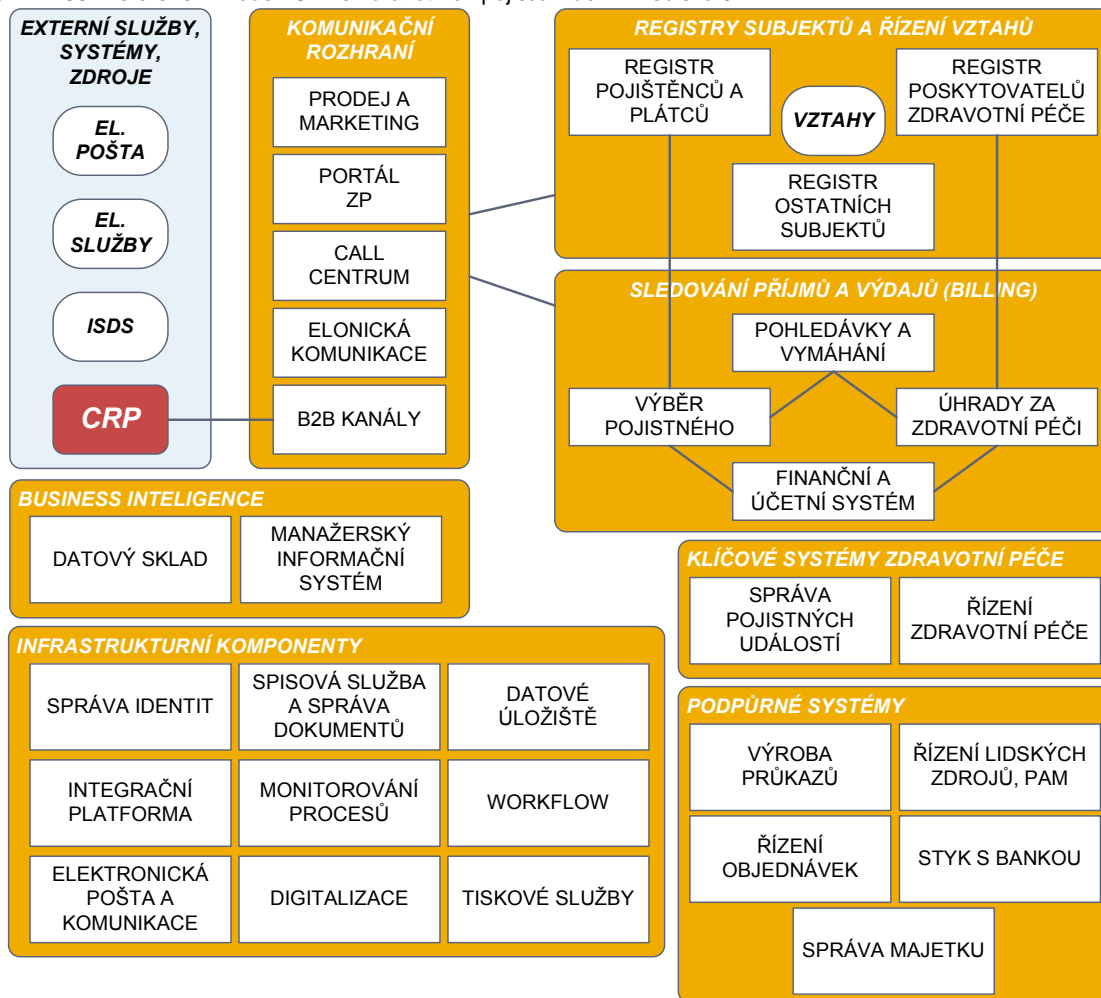 EXTERNÍ SLUŽBY,
SYSTÉMY,
ZDROJE
EL.
POŠTA
EL.
SLUŽBY
ISDS
CRP
KOMUNIKAČNÍ
ROZHRANÍ
PRODEJ A
MARKETING
PORTÁL
ZP
CALL
CENTRUM
ELONICKÁ
KOMUNIKACE
B2B KANÁLY
REGISTRY SUBJEKTŮ A ŘÍZENÍ VZTAHŮ
REGISTR
POJIŠTĚNCŮ A
PLÁTCŮ
VZTAHY
REGISTR
POSKYTOVATELŮ
ZDRAVOTNÍ PÉČE
REGISTR
OSTATNÍCH
SUBJEKTŮ
SLEDOVÁNÍ PŘÍJMŮ A VÝDAJŮ (BILLING)
POHLEDÁVKY A
VYMÁHÁNÍ
VÝBĚR
POJISTNÉHO
ÚHRADY ZA
ZDRAVOTNÍ PÉČI
FINANČNÍ A
ÚČETNÍ SYSTÉM
BUSINESS INTELIGENCE
DATOVÝ SKLAD
MANAŽERSKÝ
INFORMAČNÍ
SYSTÉM
KLÍČOVÉ SYSTÉMY ZDRAVOTNÍ PÉČE
SPRÁVA
POJISTNÝCH
UDÁLOSTÍ
ŘÍZENÍ
ZDRAVOTNÍ PÉČE
INFRASTRUKTURNÍ KOMPONENTY
SPRÁVA IDENTIT
SPISOVÁ SLUŽBA
A SPRÁVA
DOKUMENTŮ
DATOVÉ
ÚLOŽIŠTĚ
INTEGRAČNÍ
PLATFORMA
MONITOROVÁNÍ
PROCESŮ
WORKFLOW
ELEKTRONICKÁ
POŠTA A
KOMUNIKACE
DIGITALIZACE
TISKOVÉ SLUŽBY
PODPŮRNÉ SYSTÉMY
VÝROBA
PRŮKAZŮ
ŘÍZENÍ LIDSKÝCH
ZDROJŮ, PAM
ŘÍZENÍ
OBJEDNÁVEK
STYK S BANKOU
SPRÁVA MAJETKU